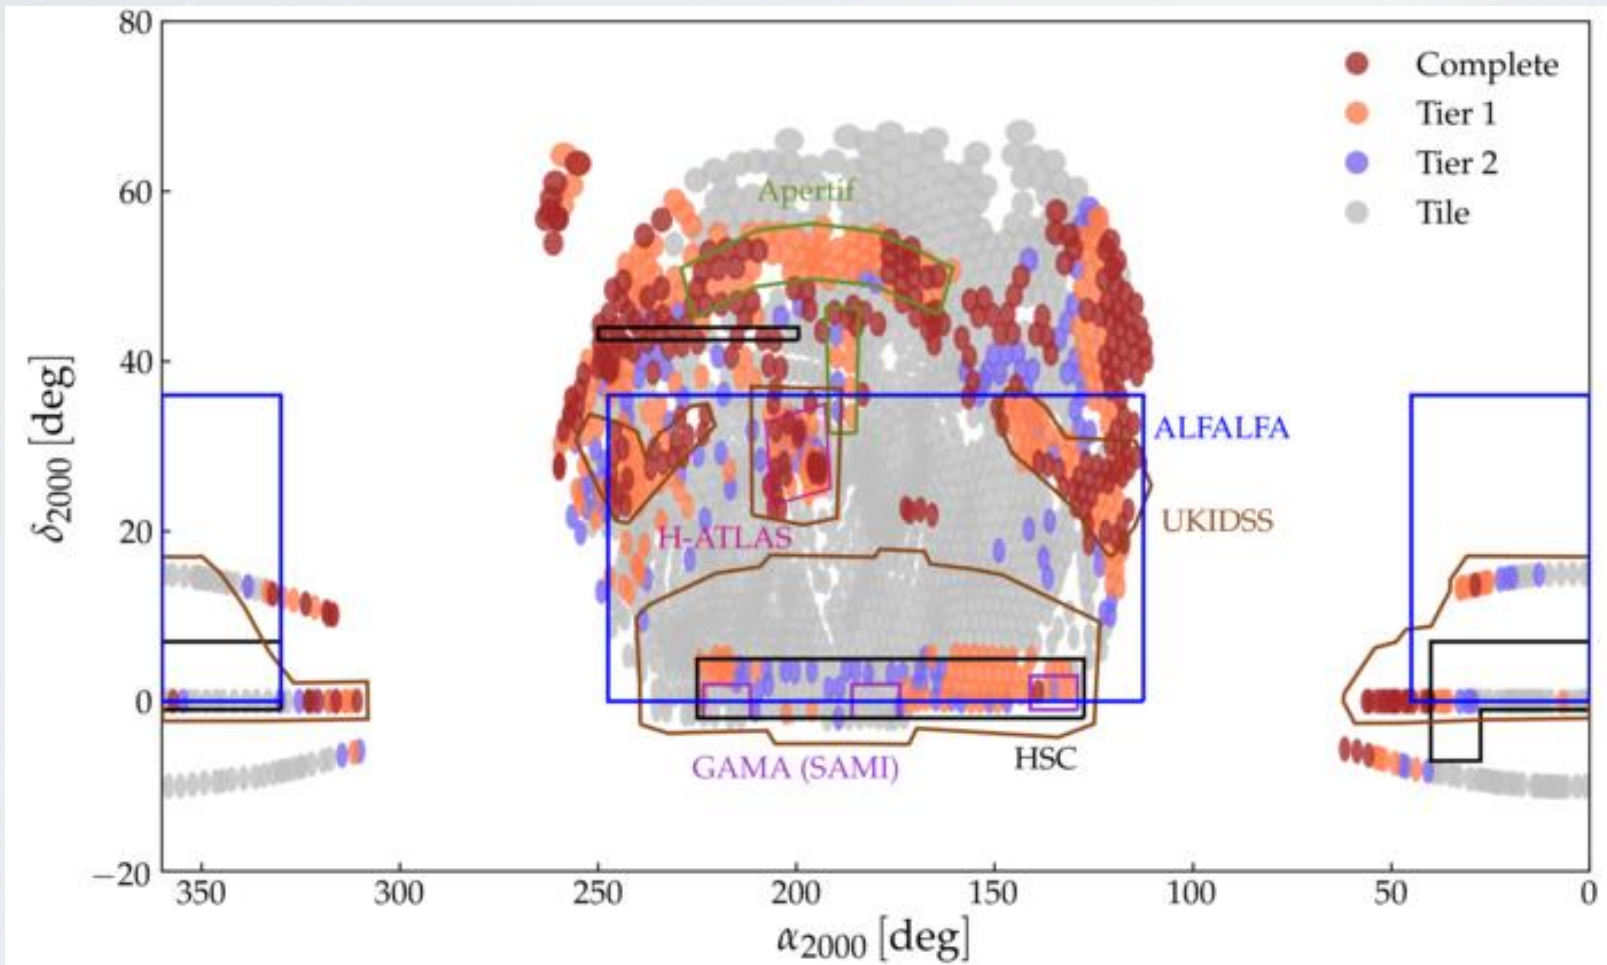 80
60
40
20
0
−20
δ2000 [deg]
350
300
250
200
150
100
50
0
α2000 [deg]
Complete
Tier 1
Tier 2
Tile
Apertif
ALFALFA
UKIDSS
H-ATLAS
GAMA (SAMI)
HSC